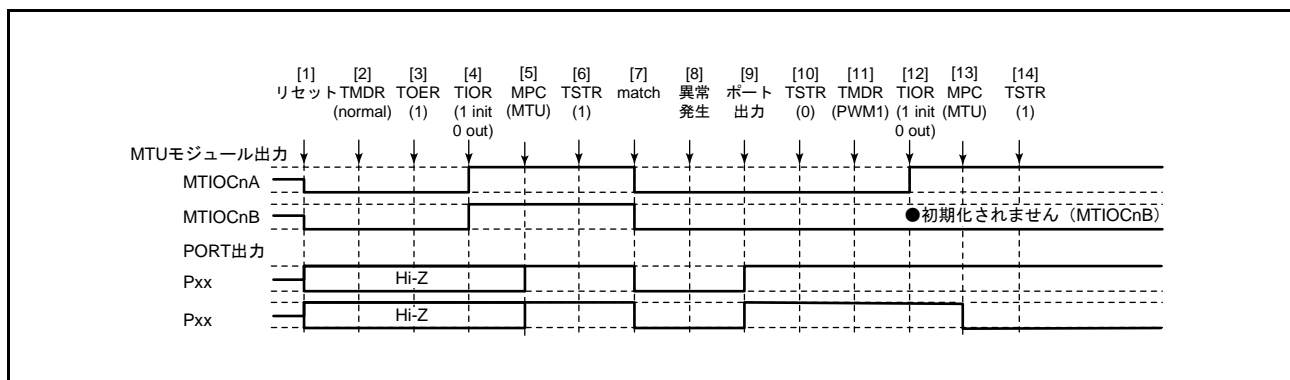 [1] [2] [3] [4] [5] [6] [7] [8] [9] [10] [11] [12] [13] [14]
リセット TMDR TOER TIOR MPC TSTR match 異常 ポート TSTR TMDR TIOR MPC TSTR
(normal) (1) (1 init (MTU) (1) 発生 出力 (0) (PWM1) (1 init (MTU) (1)
0 out) 0 out)
MTUモジュール出力
MTIOCnA
MTIOCnB ●初期化されません（MTIOCnB）
PORT出力
Pxx Hi-Z
Pxx Hi-Z